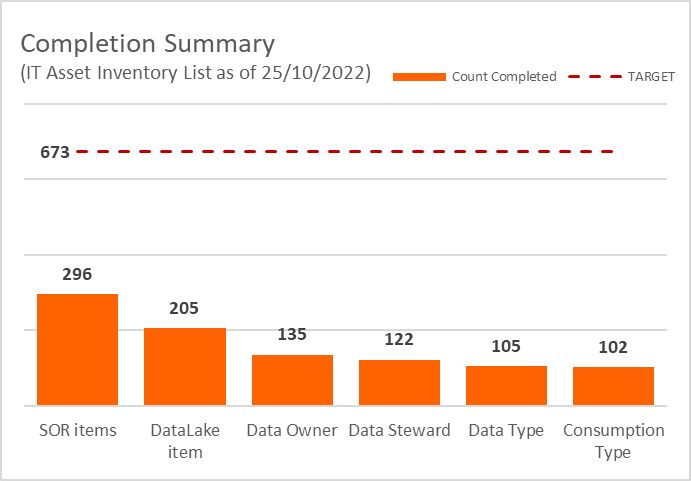 Completion Summary
(IT Asset Inventory List as of 25/10/2022)
Count Completed
TARGET
673
296
205
135
122
105
102
SOR items
DataLake
item
Data Owner
Data Steward
Data Type
Consumption
Type